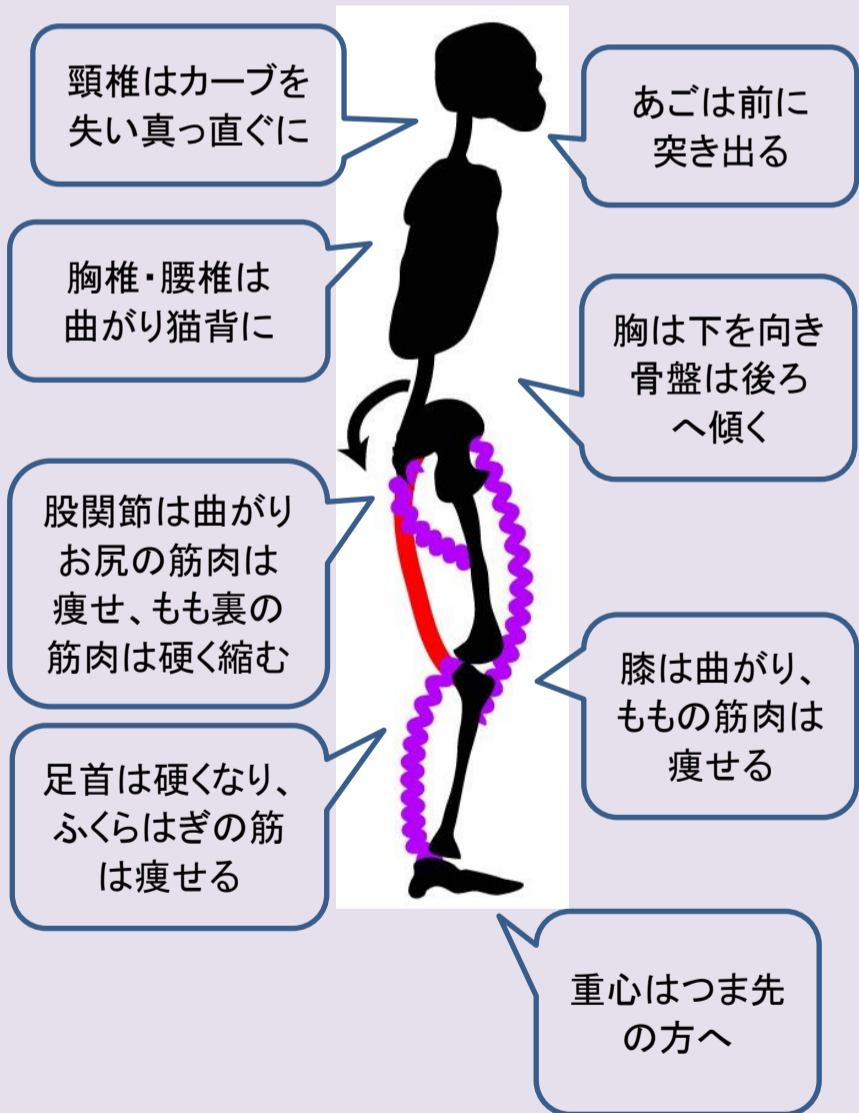 頸椎はカーブを
失い真っ直ぐに
あごは前に
突き出る
胸椎・腰椎は
曲がり猫背に
胸は下を向き
骨盤は後ろ
へ傾く
股関節は曲がり
お尻の筋肉は
痩せ、もも裏の
筋肉は硬く縮む
膝は曲がり、
ももの筋肉は
痩せる
足首は硬くなり、
ふくらはぎの筋
は痩せる
重心はつま先
の方へ